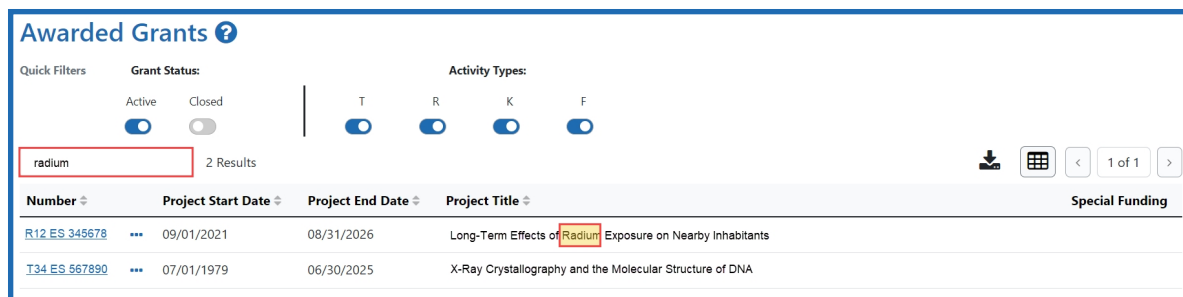 Awarded Grants ?
Quick Filters Grant Status: Activity Types:
Active Closed T R K F
radium 2 Results < 1 of 1 >
Number Project Start Date Project End Date Project Title Special Funding
R12 ES 345678 ••• 09/01/2021 08/31/2026 Long-Term Effects of Radium Exposure on Nearby Inhabitants
T34 ES 567890 ••• 07/01/1979 06/30/2025 X-Ray Crystallography and the Molecular Structure of DNA